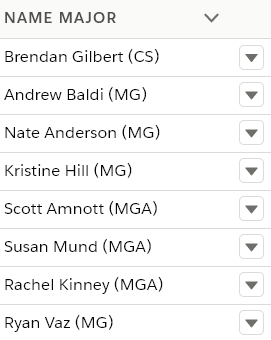 NAME MAJOR
Brendan Gilbert (CS)
Andrew Baldi (MG)
Nate Anderson (MG)
Kristine Hill (MG)
Scott Amnott (MGA)
Susan Mund (MGA)
Rachel Kinney (MGA)
Ryan Vaz (MG)